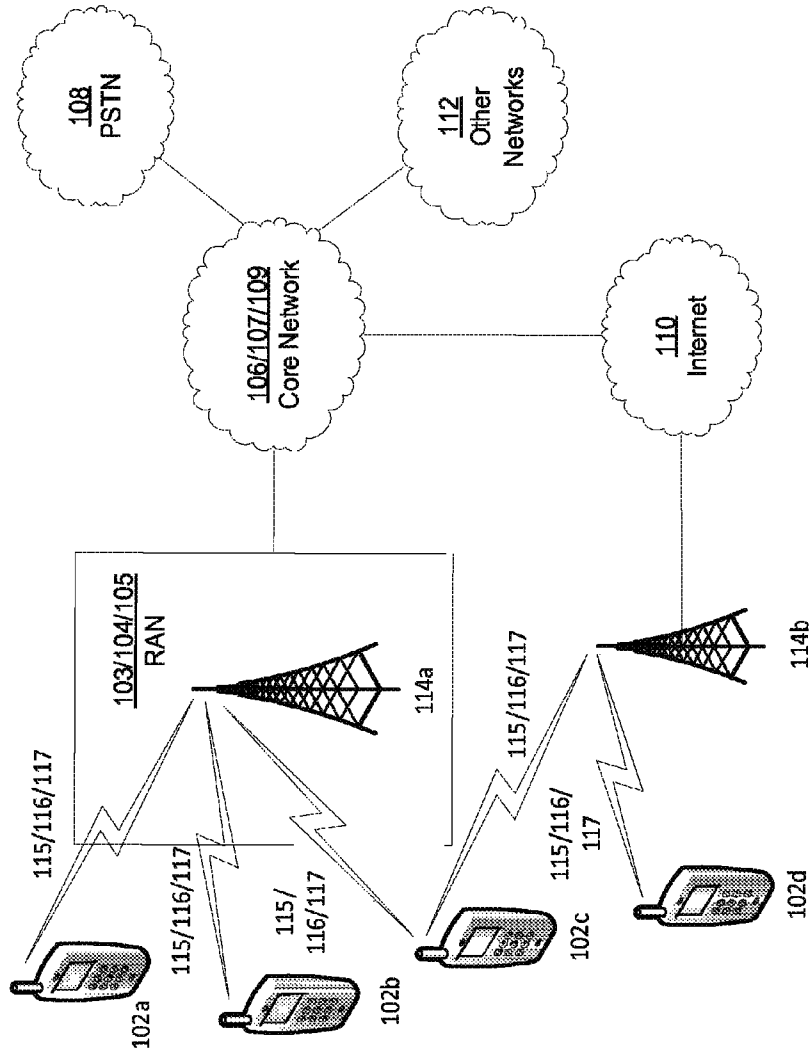 108
PSTN
112
Other
Networks
106/107/109
Core Network
110
Internet
103/104/105
RAN
114a
114b
115/116/117
115/116/117
115/
116/117
115/116/117
115/116/
117
102a
102b
102c
102d